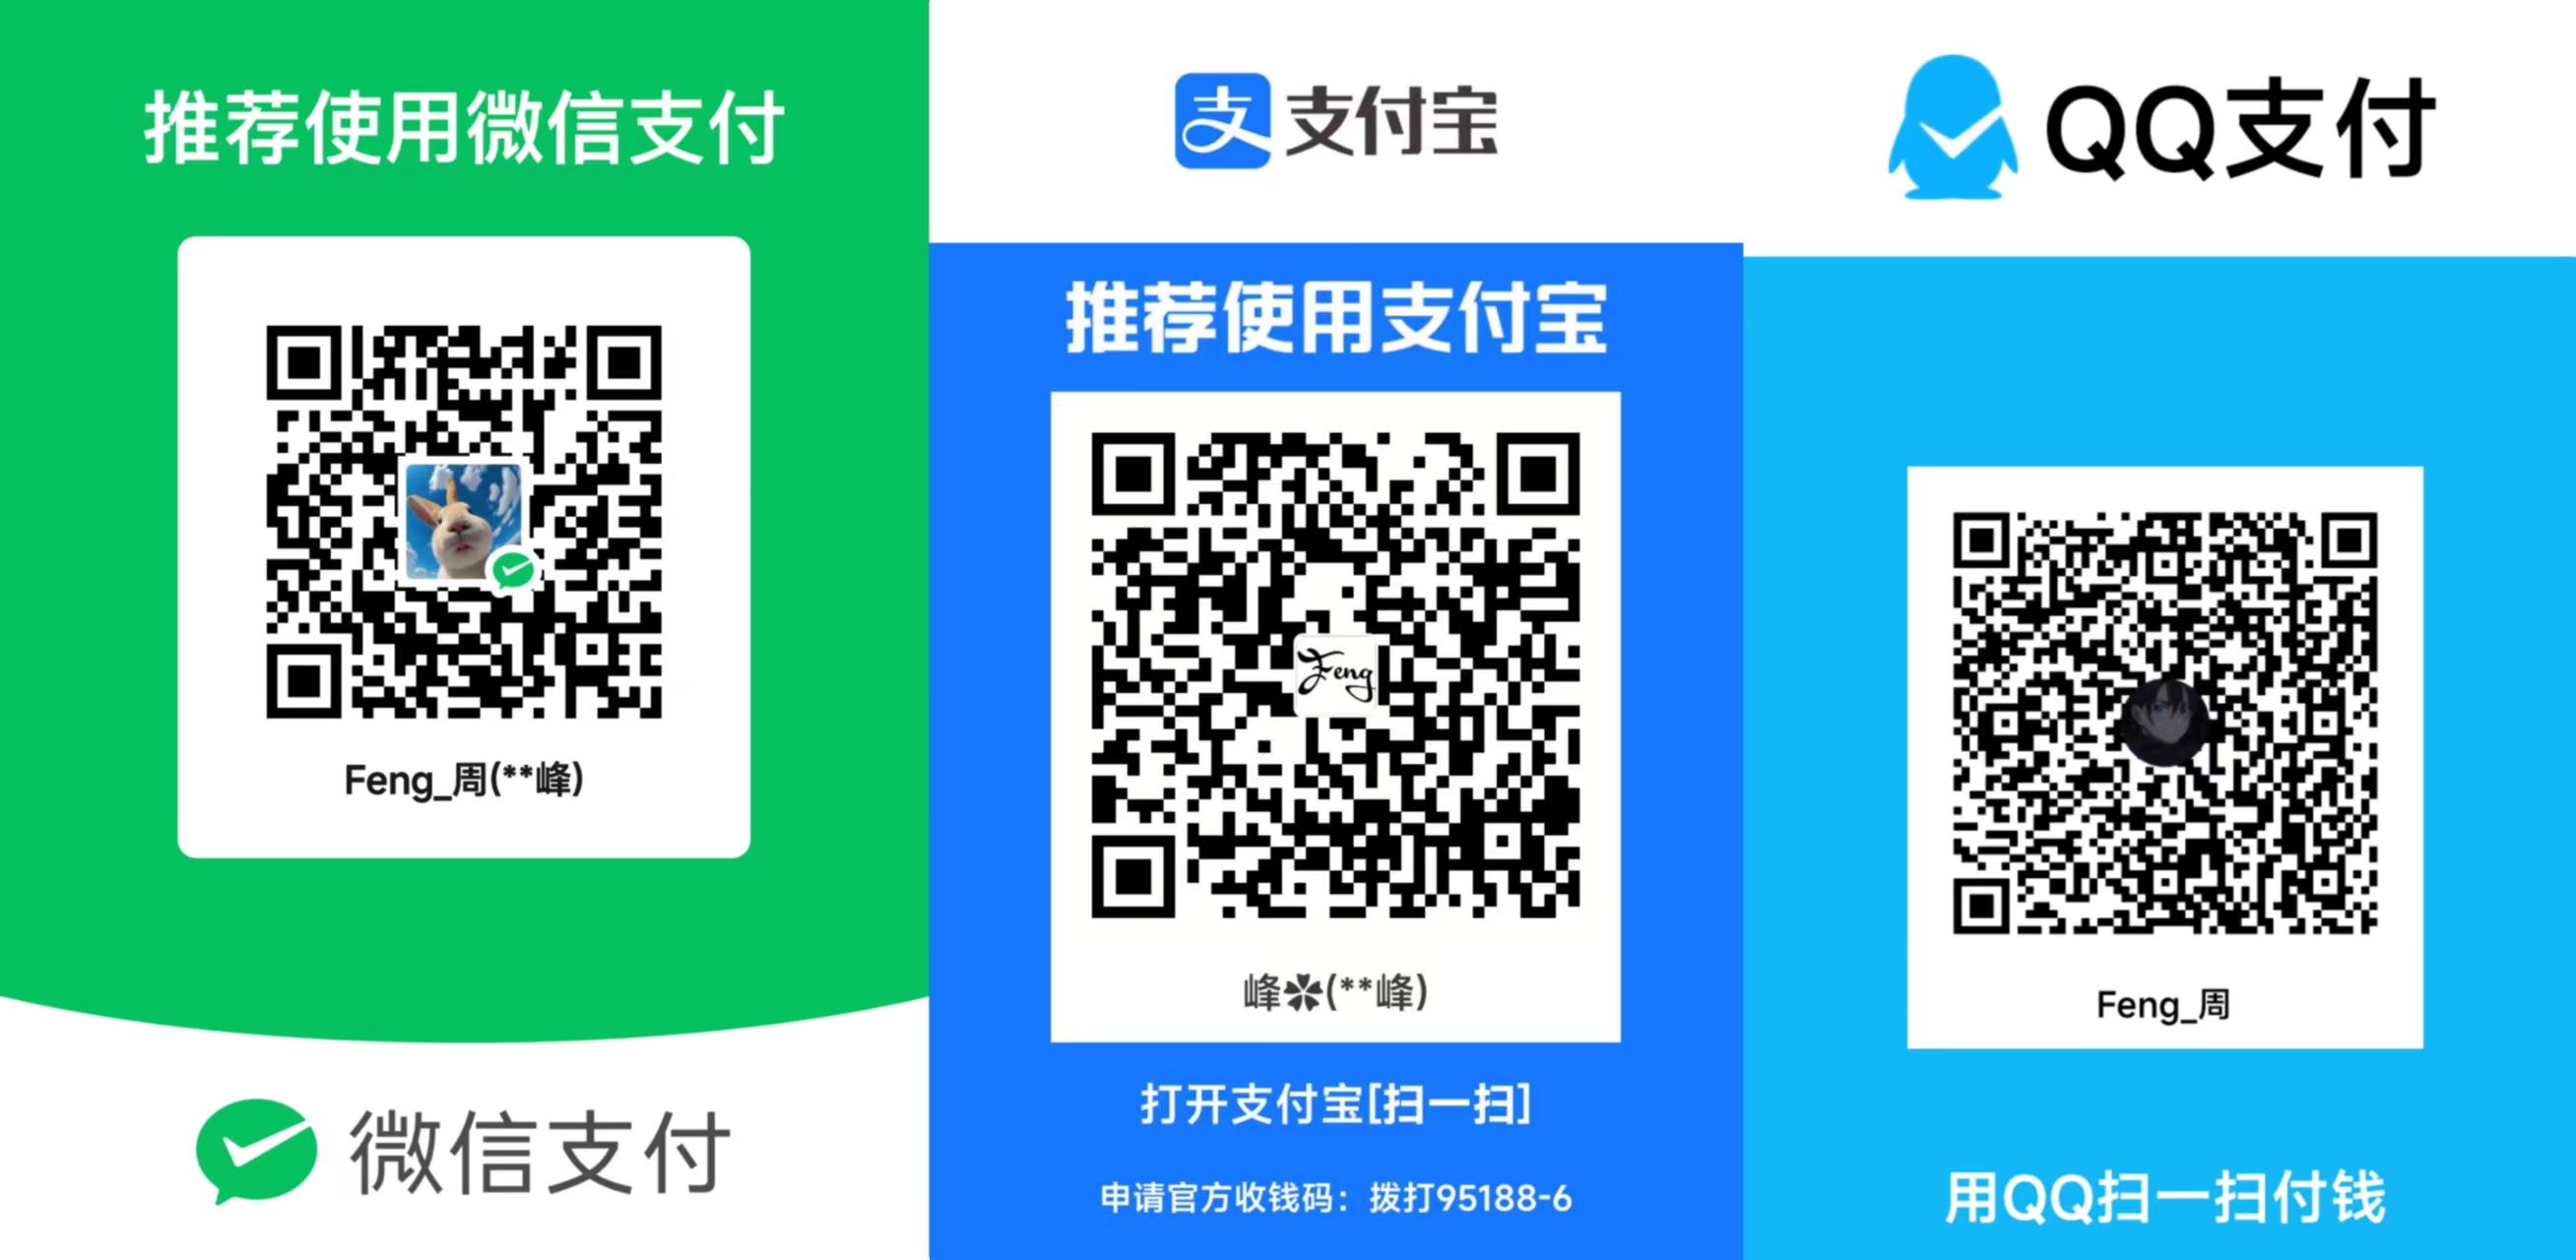 推荐使用微信支付
Feng_周(**峰)
微信支付
支 支付宝
推荐使用支付宝
Feng
峰✿(**峰)
打开支付宝[扫一扫]
申请官方收钱码：拨打95188-6
QQ支付
Feng_周
用QQ扫一扫付钱